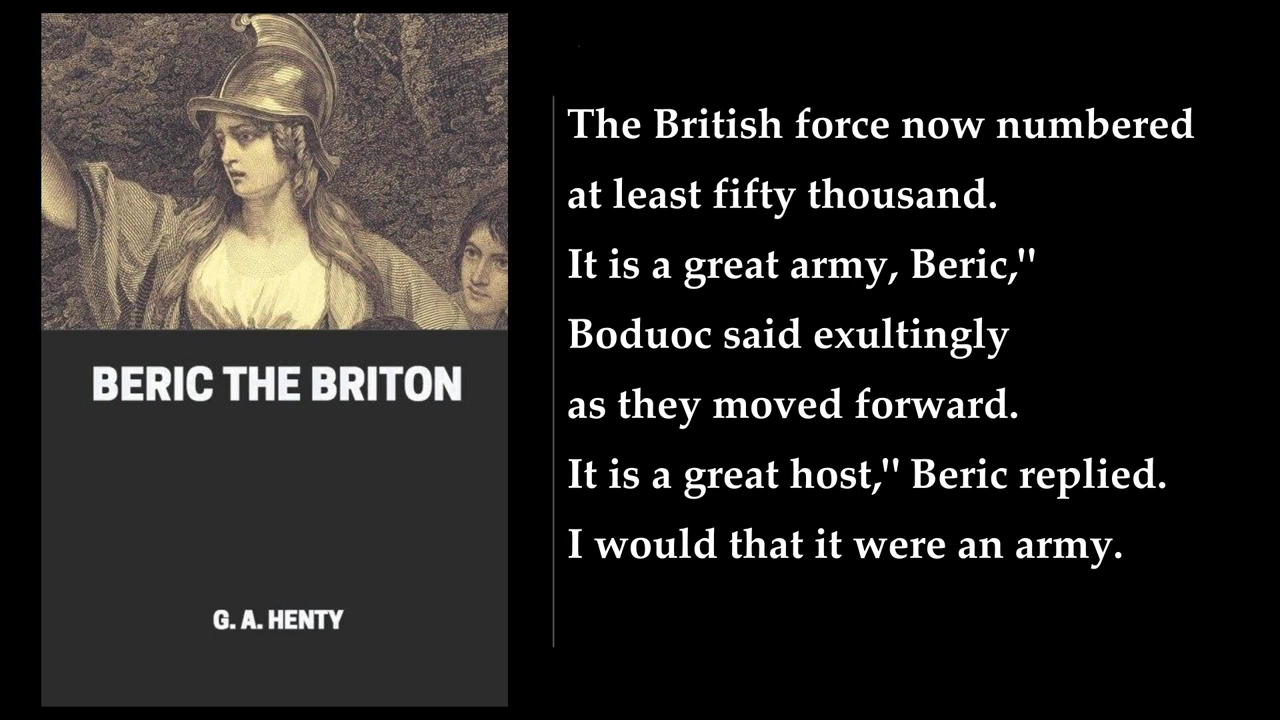 BERIC THE BRITON
G. A. HENTY
The British force now numbered
at least fifty thousand.
It is a great army, Beric,"
Boduoc said exultingly
as they moved forward.
It is a great host," Beric replied.
I would that it were an army.